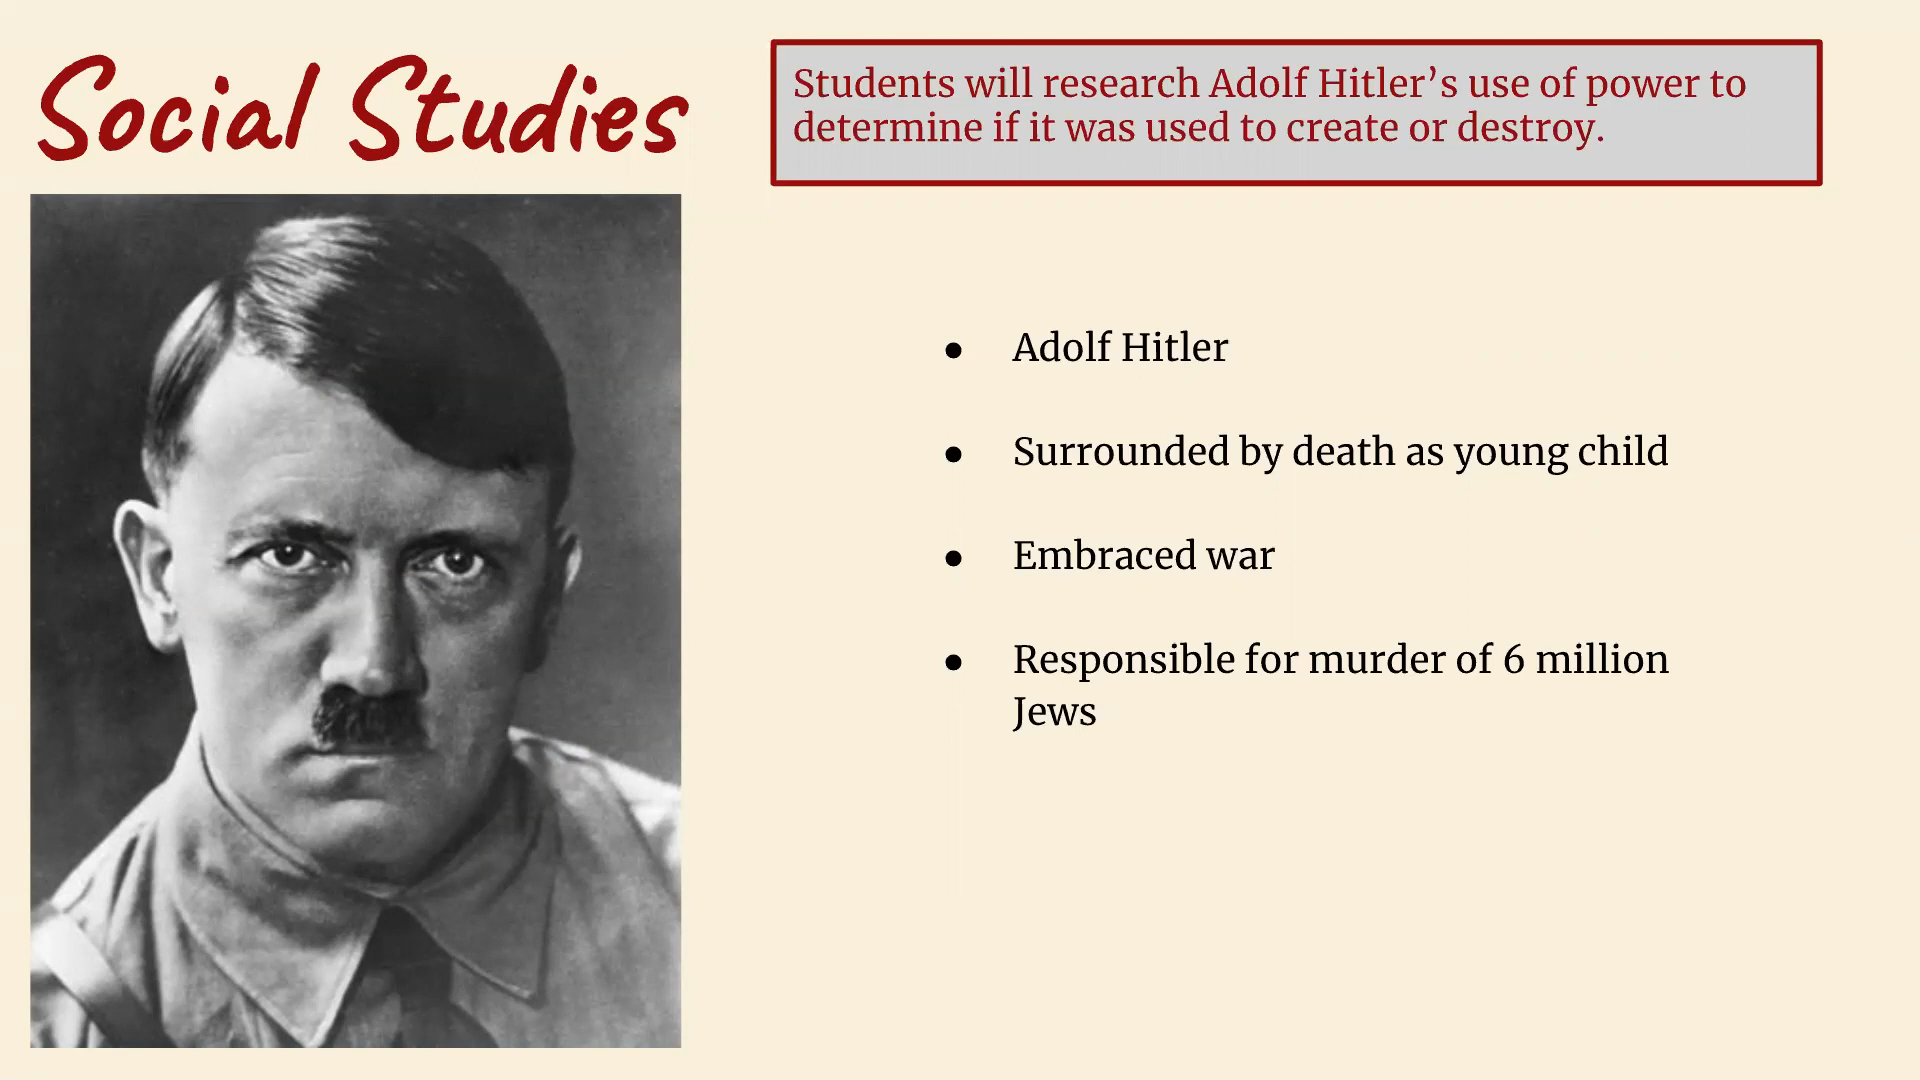 Social Studies
Students will research Adolf Hitler’s use of power to
determine if it was used to create or destroy.
● Adolf Hitler
● Surrounded by death as young child
● Embraced war
● Responsible for murder of 6 million
Jews